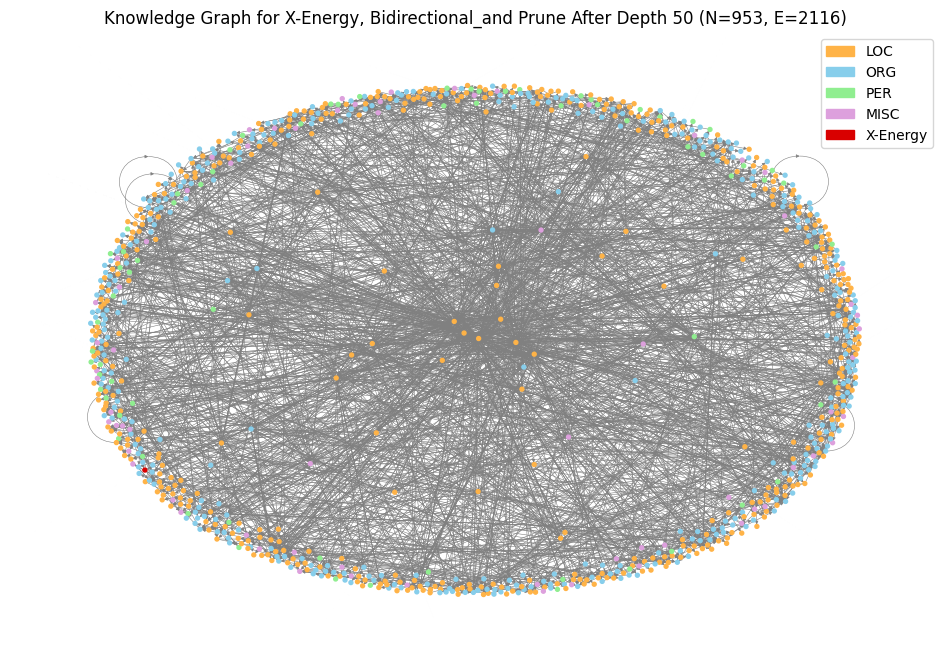 Knowledge Graph for X-Energy, Bidirectional_and Prune After Depth 50 (N=953, E=2116)
LOC
ORG
PER
MISC
X-Energy